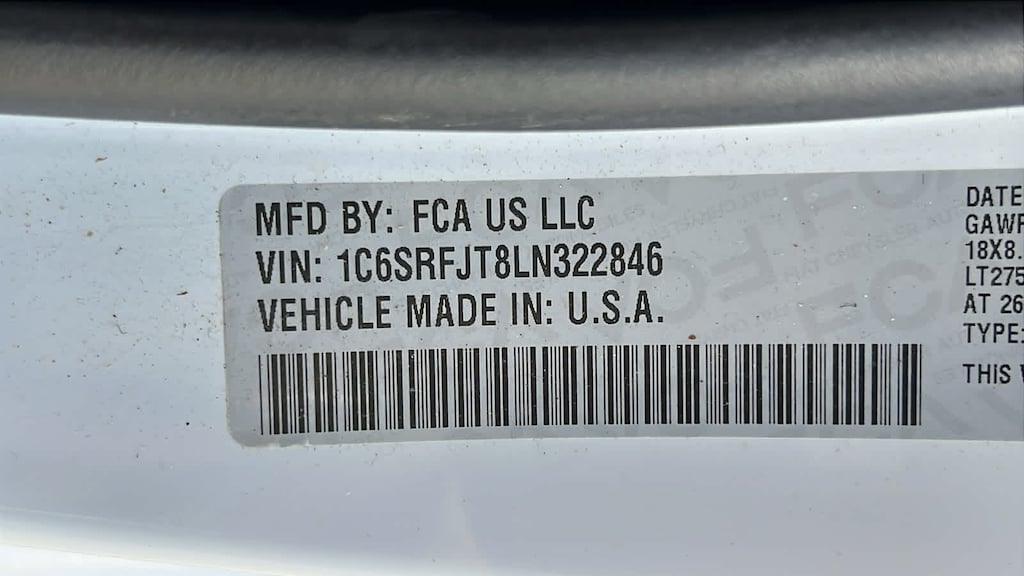 MFD BY: FCA US LLC
VIN: 1C6SRFJT8LN322846
VEHICLE MADE IN: U.S.A.
DATE
GAWR
18X8.
LT275
AT 26
TYPE:
THIS